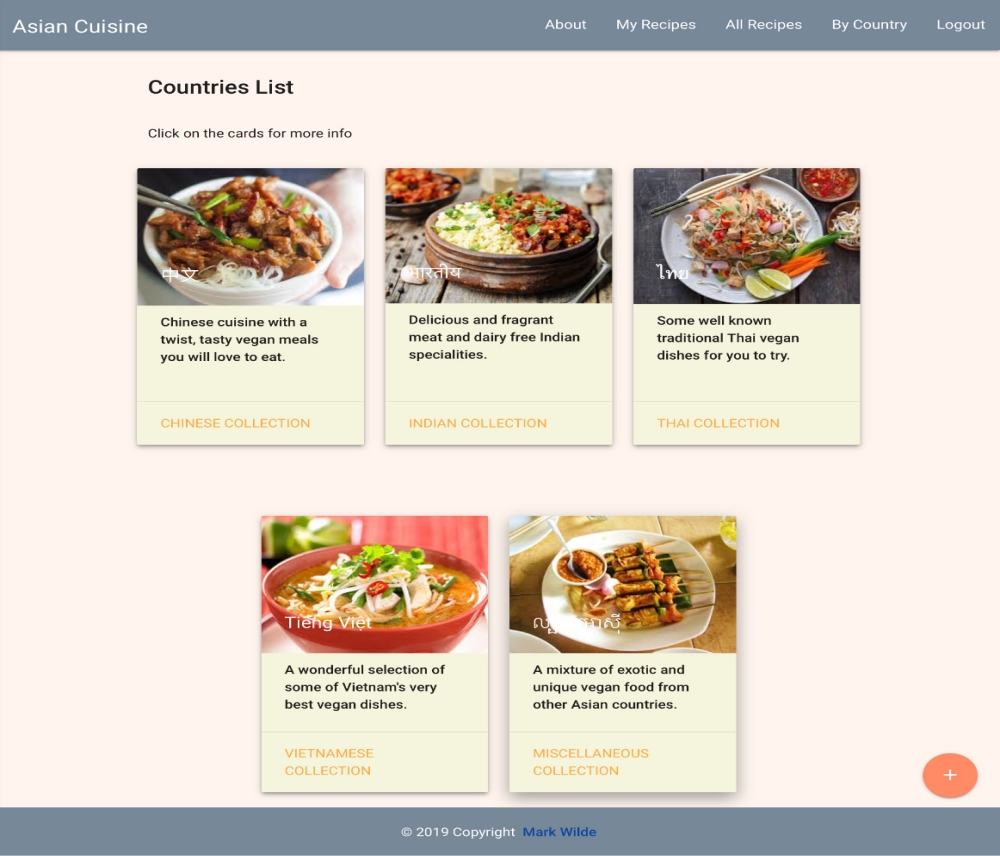 Asian Cuisine
About My Recipes All Recipes By Country Logout
Countries List
Click on the cards for more info
中文
भारतीय
ไทย
Chinese cuisine with a
twist, tasty vegan meals
you will love to eat.
Delicious and fragrant
meat and dairy free Indian
specialities.
Some well known
traditional Thai vegan
dishes for you to try.
CHINESE COLLECTION
INDIAN COLLECTION
THAI COLLECTION
Tiếng Việt
A wonderful selection of
some of Vietnam's very
best vegan dishes.
A mixture of exotic and
unique vegan food from
other Asian countries.
VIETNAMESE
COLLECTION
MISCELLANEOUS
COLLECTION
+
© 2019 Copyright Mark Wilde